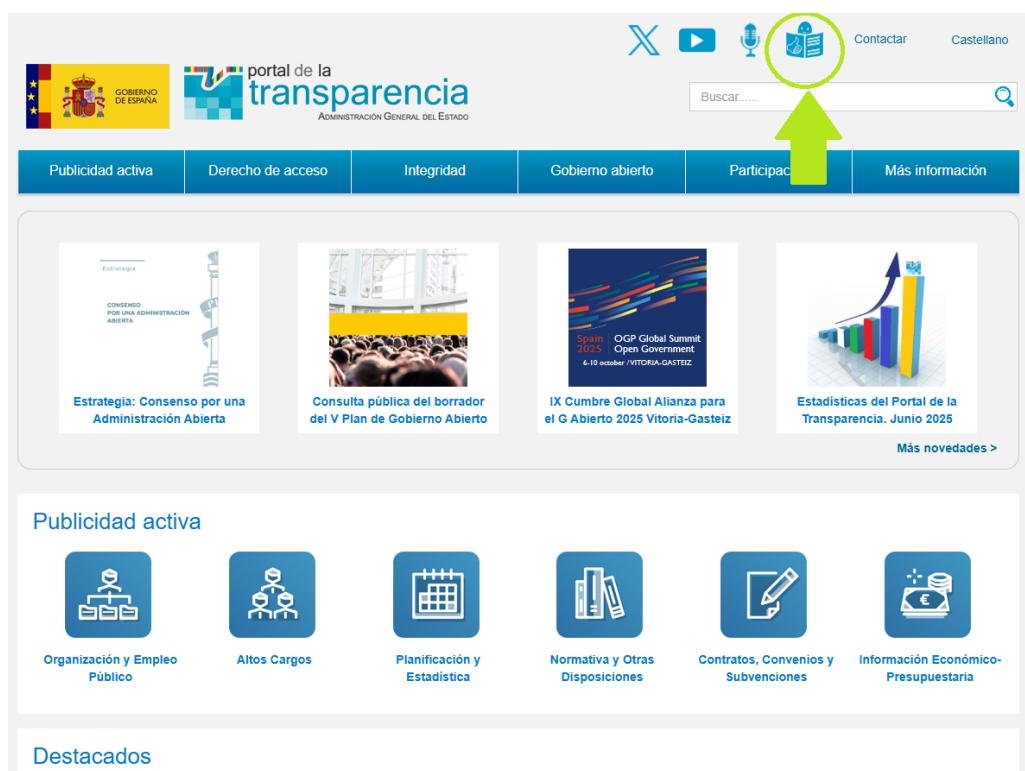 Contactar
Castellano
GOBIERNO
DE ESPAÑA
portal de la
transparencia
ADMINISTRACIÓN GENERAL DEL ESTADO
Buscar......
Publicidad activa
Derecho de acceso
Integridad
Gobierno abierto
Participac
Más información
Estrategia
CONSENSO
POR UNA ADMINISTRACIÓN
ABIERTA
Spain
2025
OGP Global Summit
Open Government
6-10 october / VITORIA-GASTEIZ
Estrategia: Consenso por una
Administración Abierta
Consulta pública del borrador
del V Plan de Gobierno Abierto
IX Cumbre Global Alianza para
el G Abierto 2025 Vitoria-Gasteiz
Estadísticas del Portal de la
Transparencia. Junio 2025
Más novedades >
Publicidad activa
Organización y Empleo
Público
Altos Cargos
Planificación y
Estadística
Normativa y Otras
Disposiciones
Contratos, Convenios y
Subvenciones
Información Económico-
Presupuestaria
Destacados